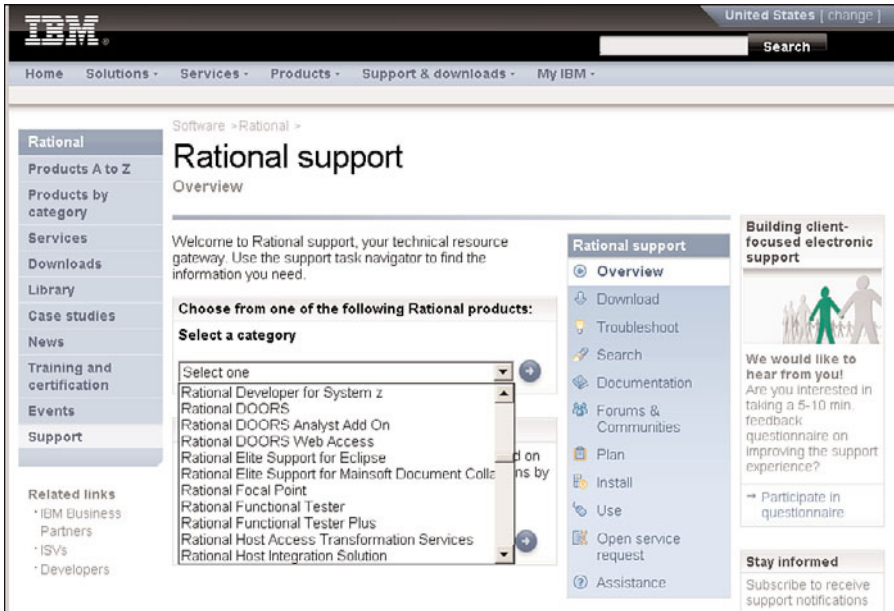 United States [ change ]
IBM®
Search
Home Solutions Services Products Support & downloads My IBM
Software > Rational >
Rational support
Overview
Rational
Products A to Z
Products by
category
Services
Downloads
Library
Case studies
News
Training and
certification
Events
Support
Related links
IBM Business
Partners
ISVs
Developers
Welcome to Rational support, your technical resource
gateway. Use the support task navigator to find the
information you need.
Choose from one of the following Rational products:
Select a category
Select one
Rational Developer for System z
Rational DOORS
Rational DOORS Analyst Add On
Rational DOORS Web Access
Rational Elite Support for Eclipse
Rational Elite Support for Mainsoft Document Colla
Rational Focal Point
Rational Functional Tester
Rational Functional Tester Plus
Rational Host Access Transformation Services
Rational Host Integration Solution
d on
ns by
Rational support
Overview
Download
Troubleshoot
Search
Documentation
Forums &
Communities
Plan
Install
Use
Open service
request
Assistance
Building client-
focused electronic
support
We would like to
hear from you!
Are you interested in
taking a 5-10 min.
feedback
questionnaire on
improving the support
experience?
Participate in
questionnaire
Stay informed
Subscribe to receive
support notifications